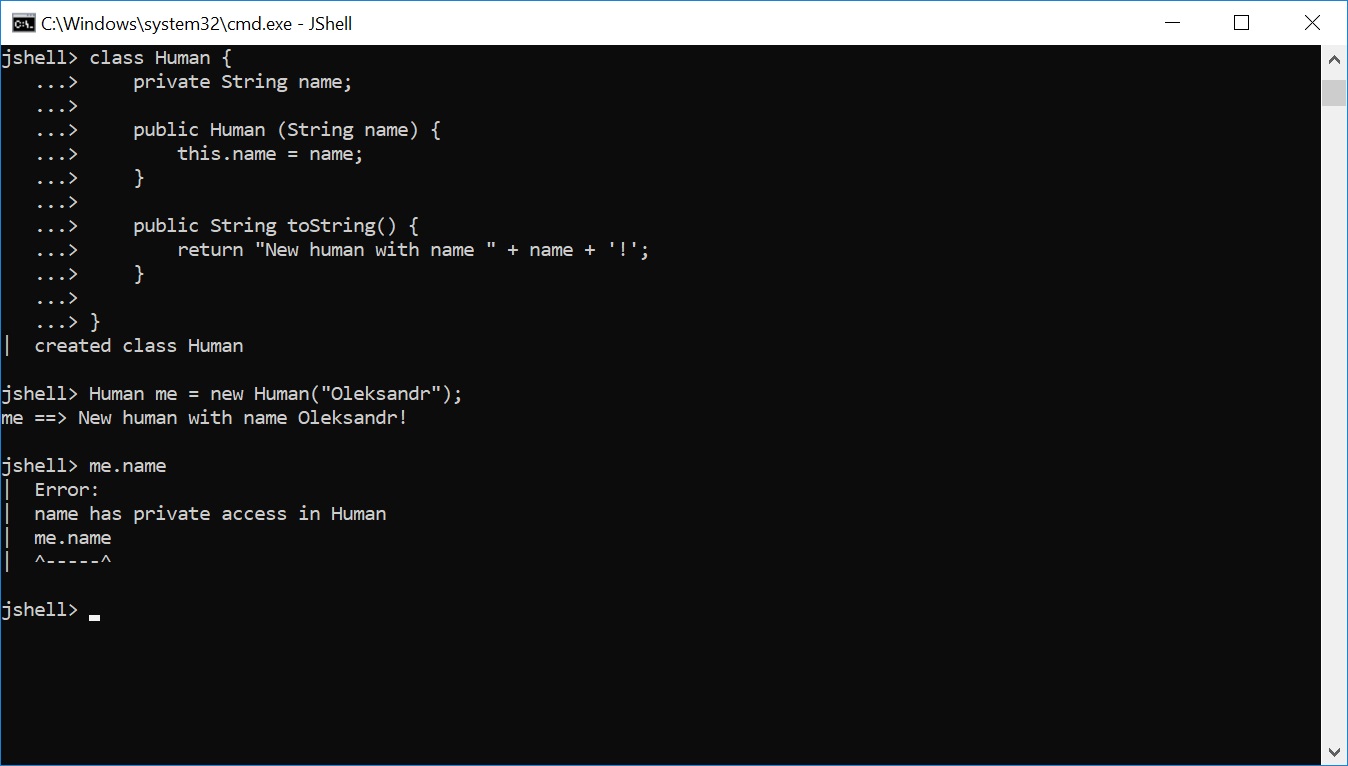 C:\Windows\system32\cmd.exe - JShell
jshell> class Human {
   ...>     private String name;
   ...>
   ...>     public Human (String name) {
   ...>         this.name = name;
   ...>     }
   ...>
   ...>     public String toString() {
   ...>         return "New human with name " + name + '!';
   ...>     }
   ...>
   ...> }
|  created class Human
jshell> Human me = new Human("Oleksandr");
me ==> New human with name Oleksandr!
jshell> me.name
|  Error:
|  name has private access in Human
|  me.name
|  ^-----^
jshell>